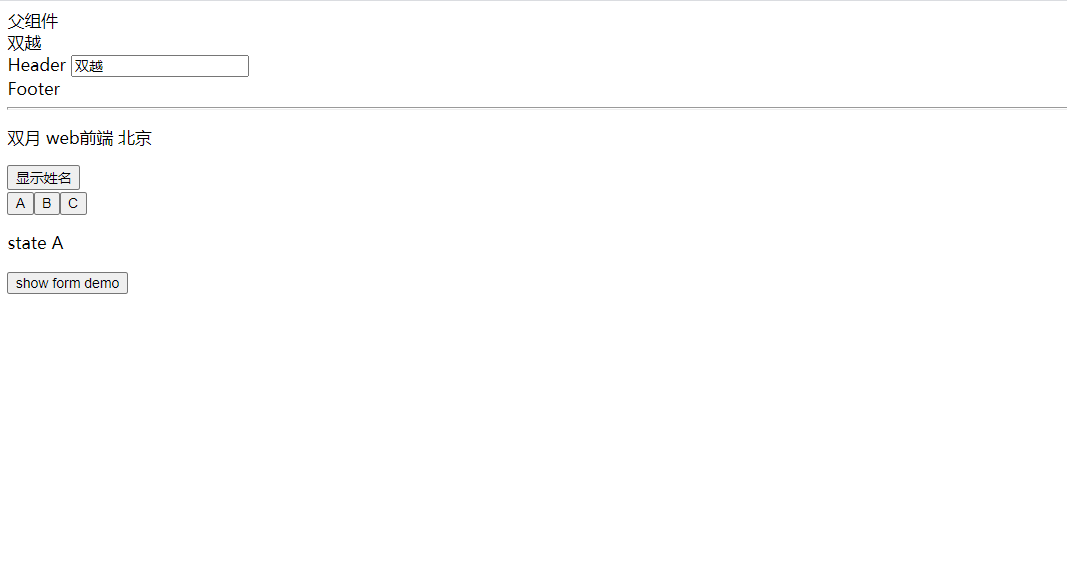 父组件
双越
Header 双越
Footer
双月 web前端 北京
显示姓名
A B C
state A
show form demo